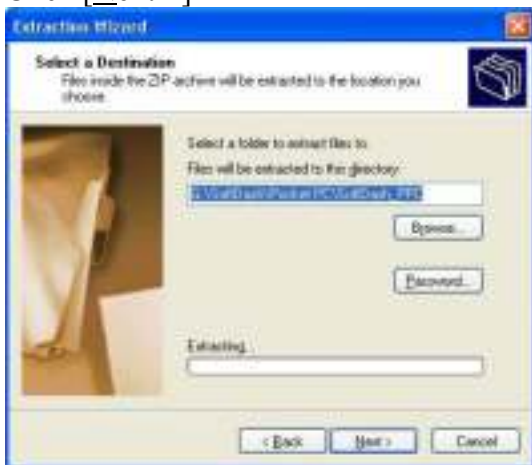 Extraction Wizard
Select a Destination
Files inside the ZIP archive will be extracted to the location you
choose.
Select a folder to extract files to.
Files will be extracted to this directory:
Browse...
Password...
Extracting...
< Back
Next >
Cancel